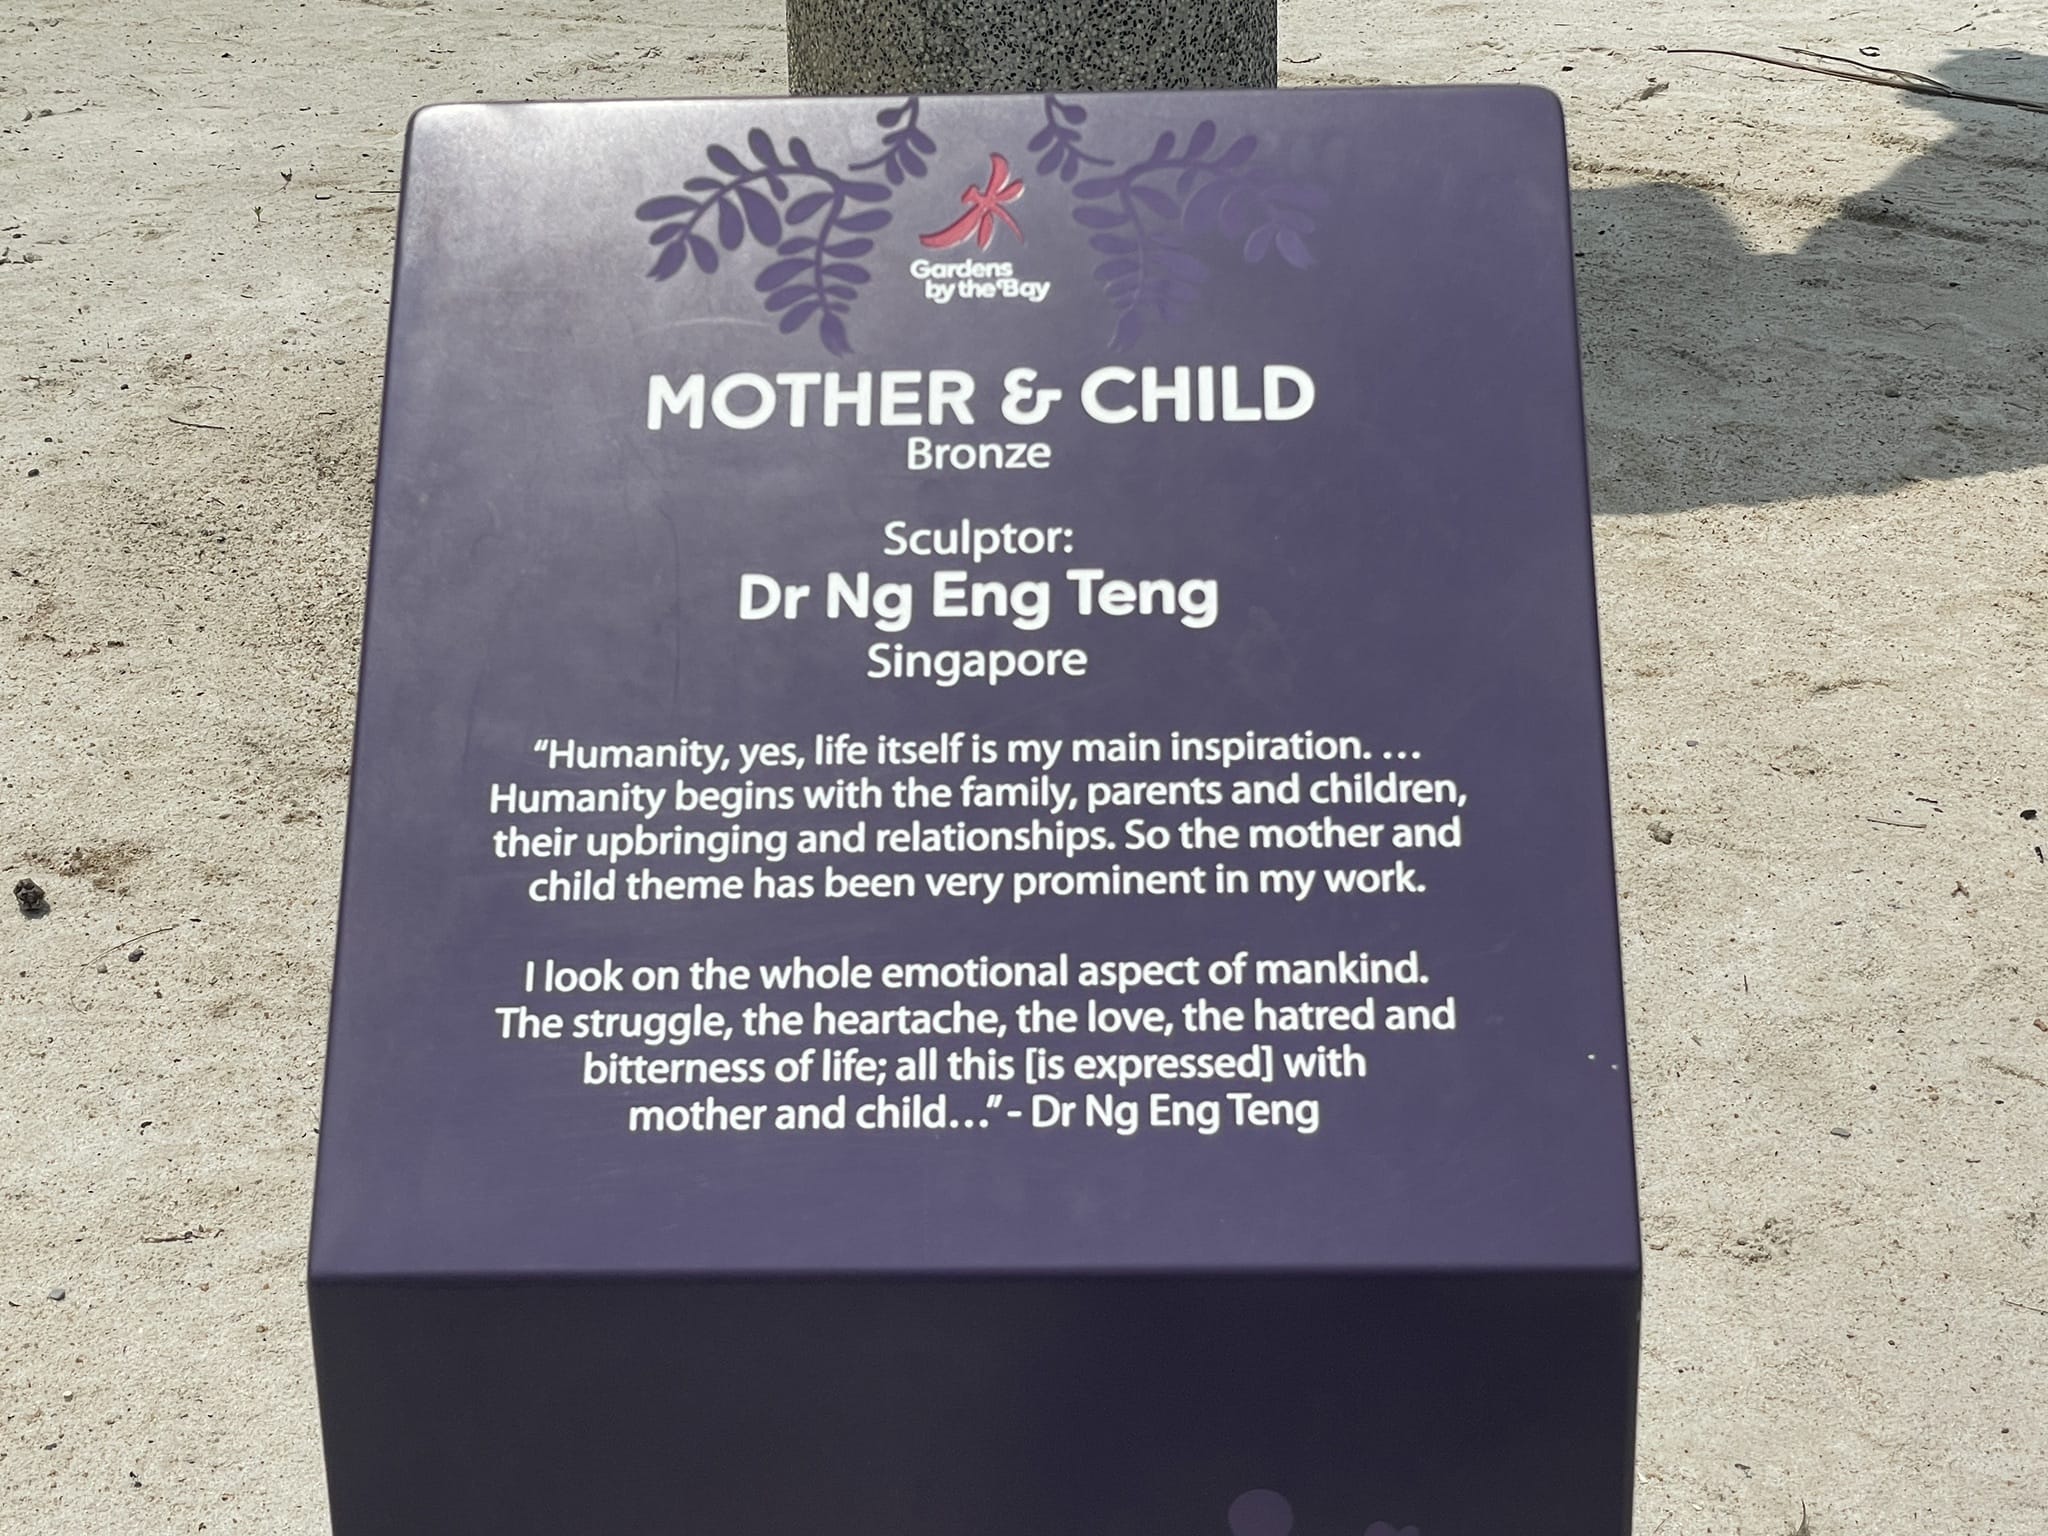 Gardens
by the Bay
MOTHER & CHILD
Bronze
Sculptor:
Dr Ng Eng Teng
Singapore
“Humanity, yes, life itself is my main inspiration. …
Humanity begins with the family, parents and children,
their upbringing and relationships. So the mother and
child theme has been very prominent in my work.
I look on the whole emotional aspect of mankind.
The struggle, the heartache, the love, the hatred and
bitterness of life; all this [is expressed] with
mother and child…” - Dr Ng Eng Teng